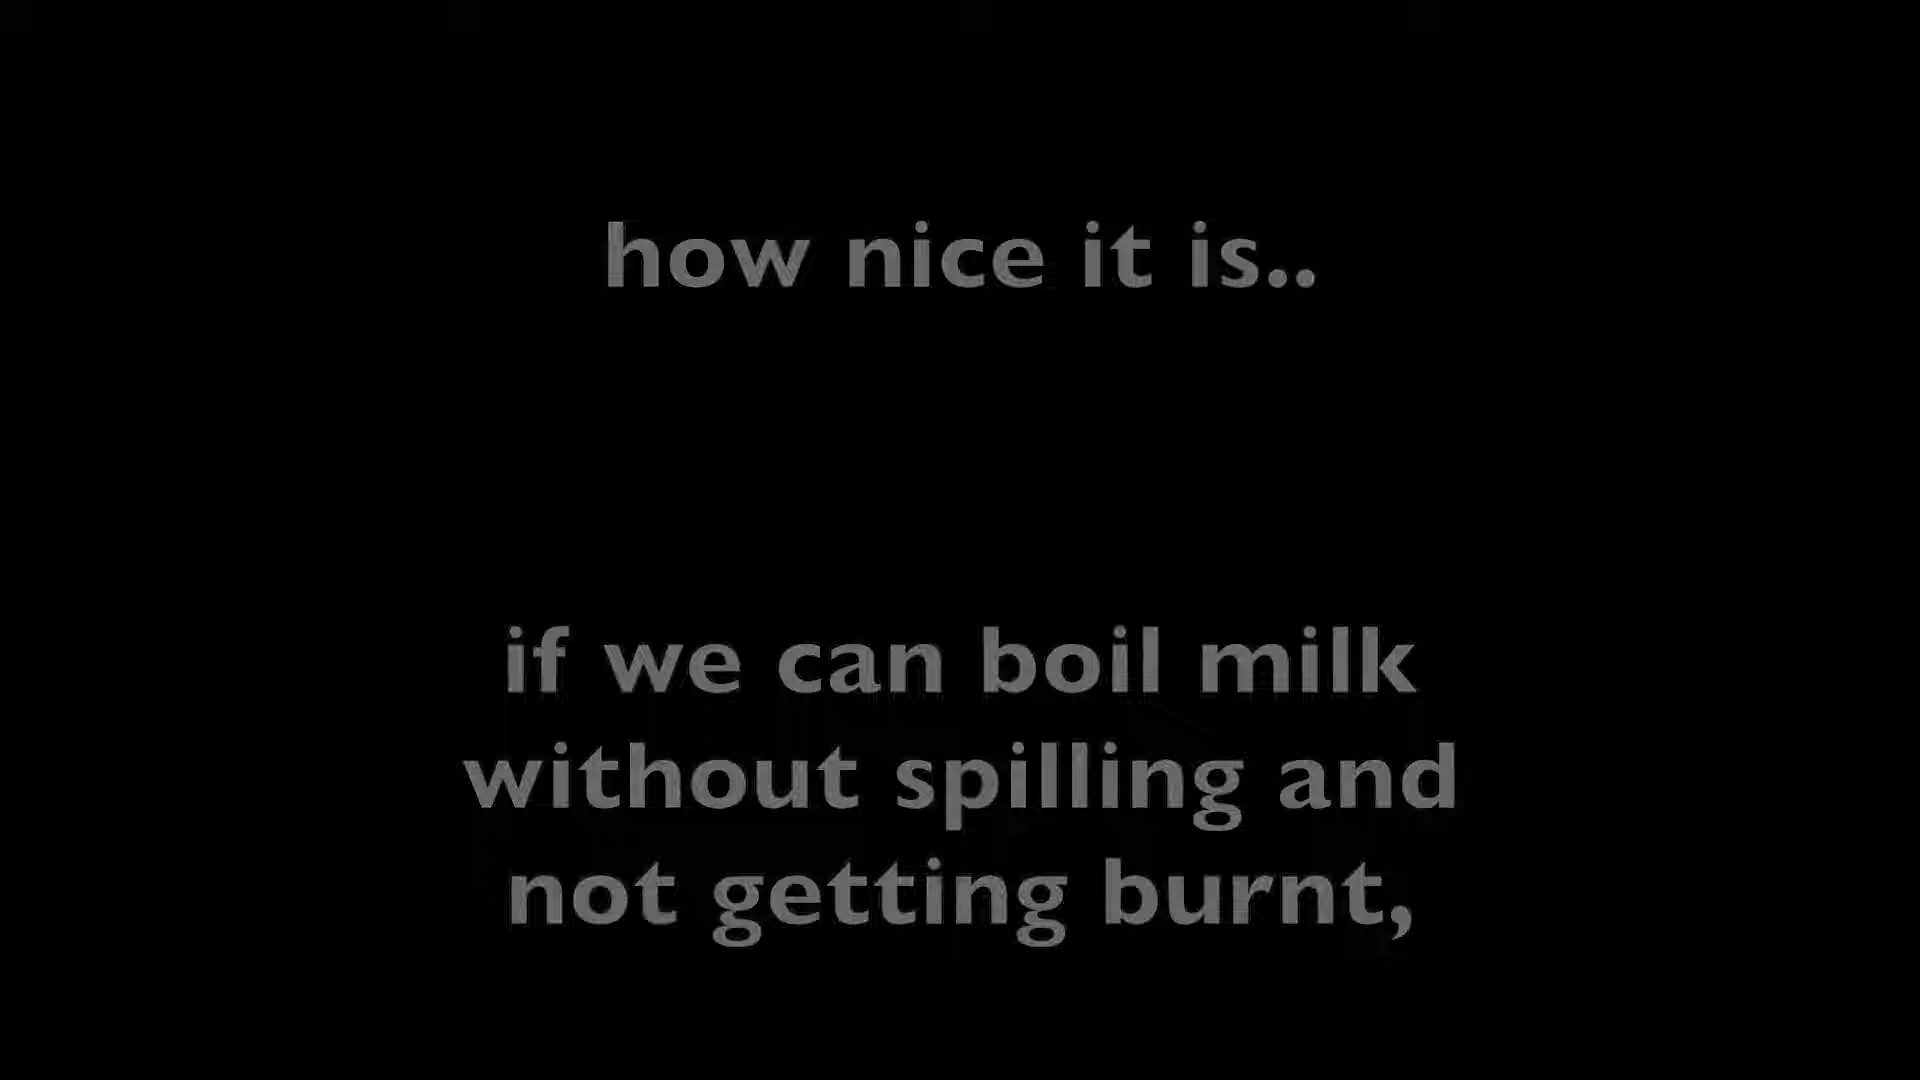 how nice it is..
if we can boil milk
without spilling and
not getting burnt,